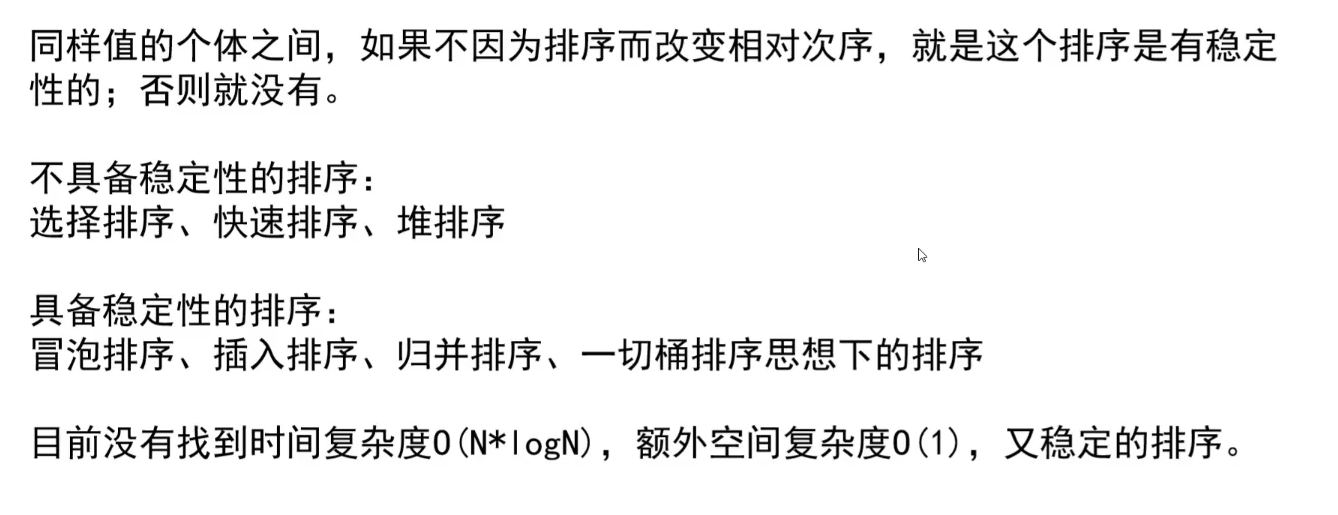 同样值的个体之间，如果不因为排序而改变相对次序，就是这个排序是有稳定
性的；否则就没有。
不具备稳定性的排序：
选择排序、快速排序、堆排序
具备稳定性的排序：
冒泡排序、插入排序、归并排序、一切桶排序思想下的排序
目前没有找到时间复杂度O(N*logN)，额外空间复杂度O(1)，又稳定的排序。